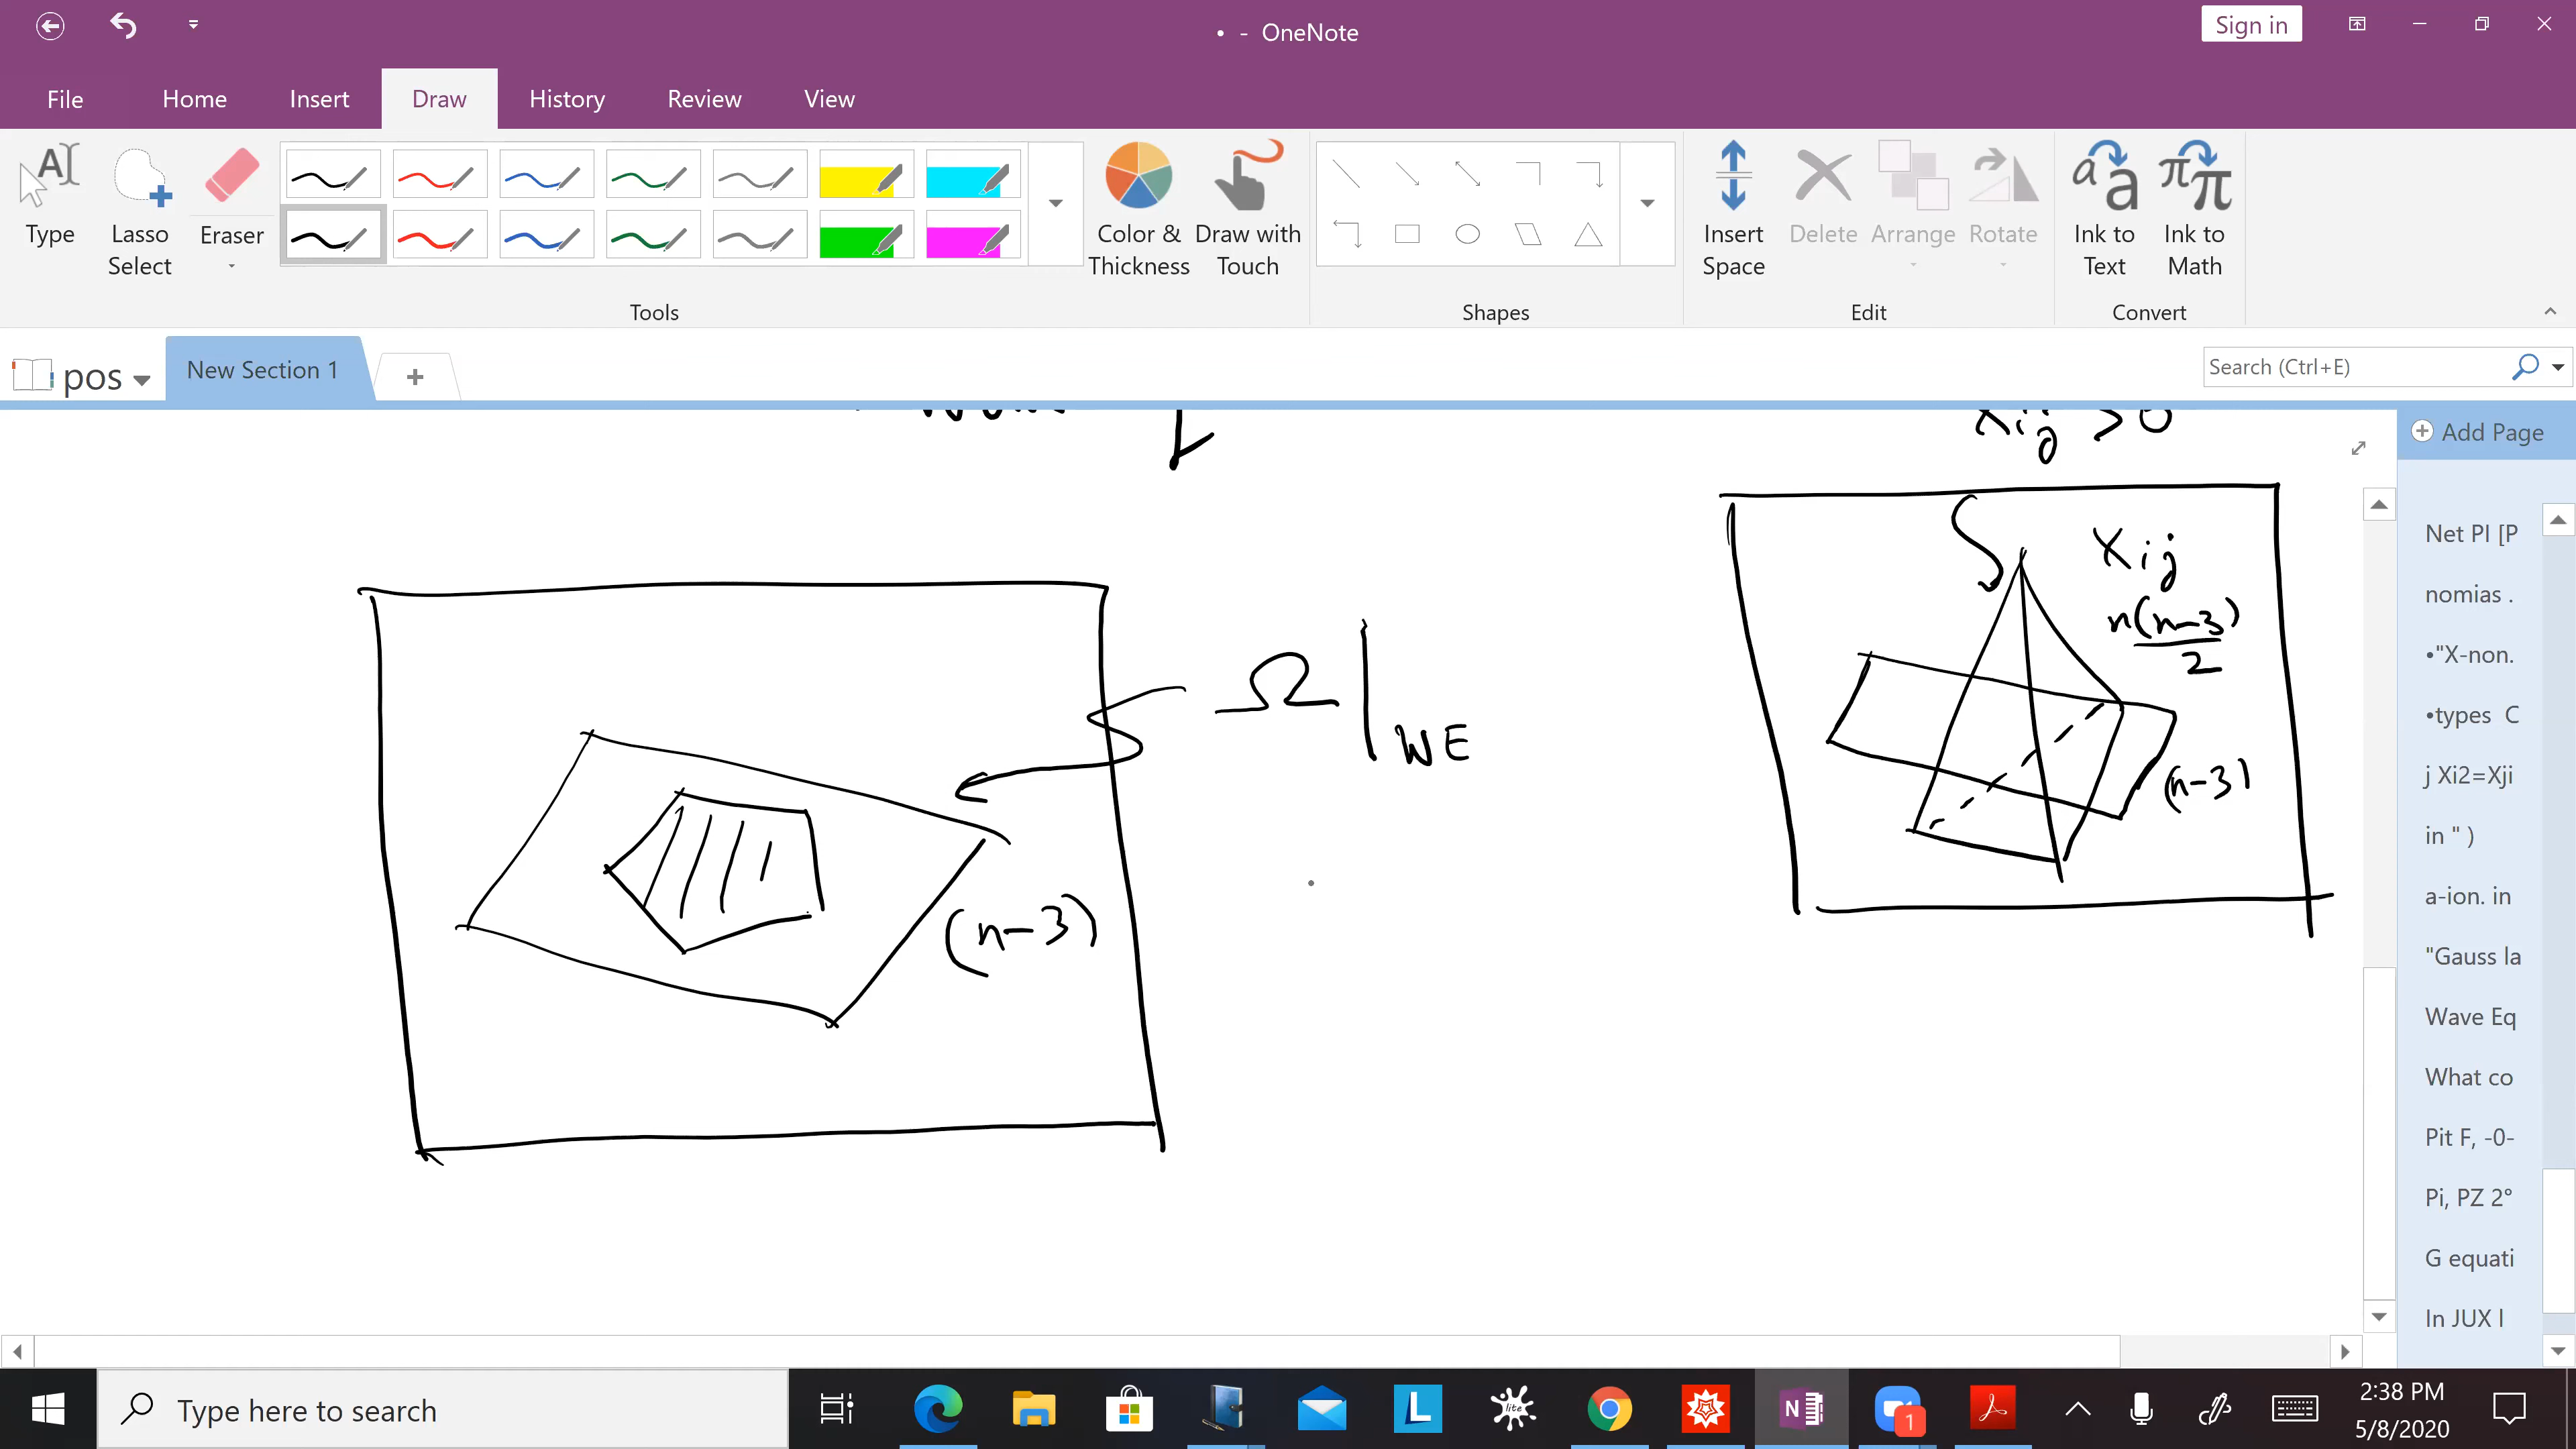 • - OneNote
Sign in
File Home Insert Draw History Review View
Type
Lasso Select
Eraser
Color & Thickness
Draw with Touch
Insert Space
Delete
Arrange
Rotate
Ink to Text
Ink to Math
Tools
Shapes
Edit
Convert
pos
New Section 1
Search (Ctrl+E)
Add Page
Xij >0
Xij
n(n-3)
2
(n-3)
Ω|WE
(n-3)
Net PI [P
nomias .
•"X-non.
•types C
j Xi2=Xji
in " )
a-ion. in
"Gauss la
Wave Eq
What co
Pit F, -0-
Pi, PZ 2°
G equati
In JUX l
Type here to search
L
lite
N
1
2:38 PM
5/8/2020